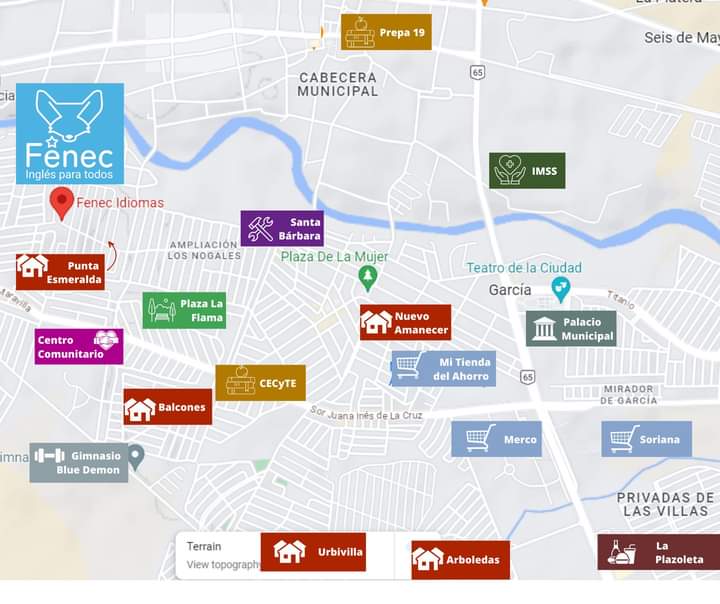 La Platera
Prepa 19
Seis de May
65
CABECERA
MUNICIPAL
cia
Fenec
Inglés para todos
IMSS
Fenec Idiomas
Santa
Bárbara
AMPLIACIÓN
LOS NOGALES
Plaza De La Mujer
Punta
Esmeralda
Teatro de la Ciudad
García
Titanio
Plaza La
Flama
Maravilla
Nuevo
Amanecer
Palacio
Municipal
Centro
Comunitario
Mi Tienda
del Ahorro
CECyTE
65
MIRADOR
DE GARCÍA
Balcones
Sor Juana Inés de La Cruz
Merco
Soriana
imna
Gimnasio
Blue Demon
PRIVADAS DE
LAS VILLAS
Terrain
View topography
Urbivilla
Arboledas
La
Plazoleta